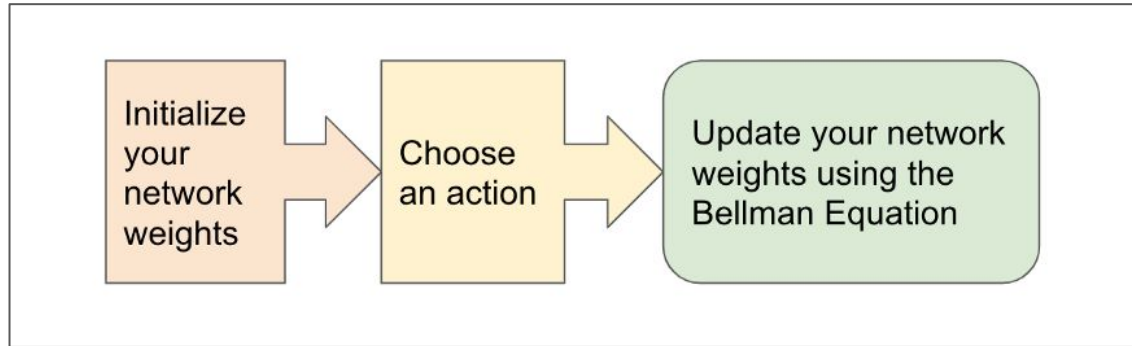 Initialize
your
network
weights
Choose
an action
Update your network
weights using the
Bellman Equation